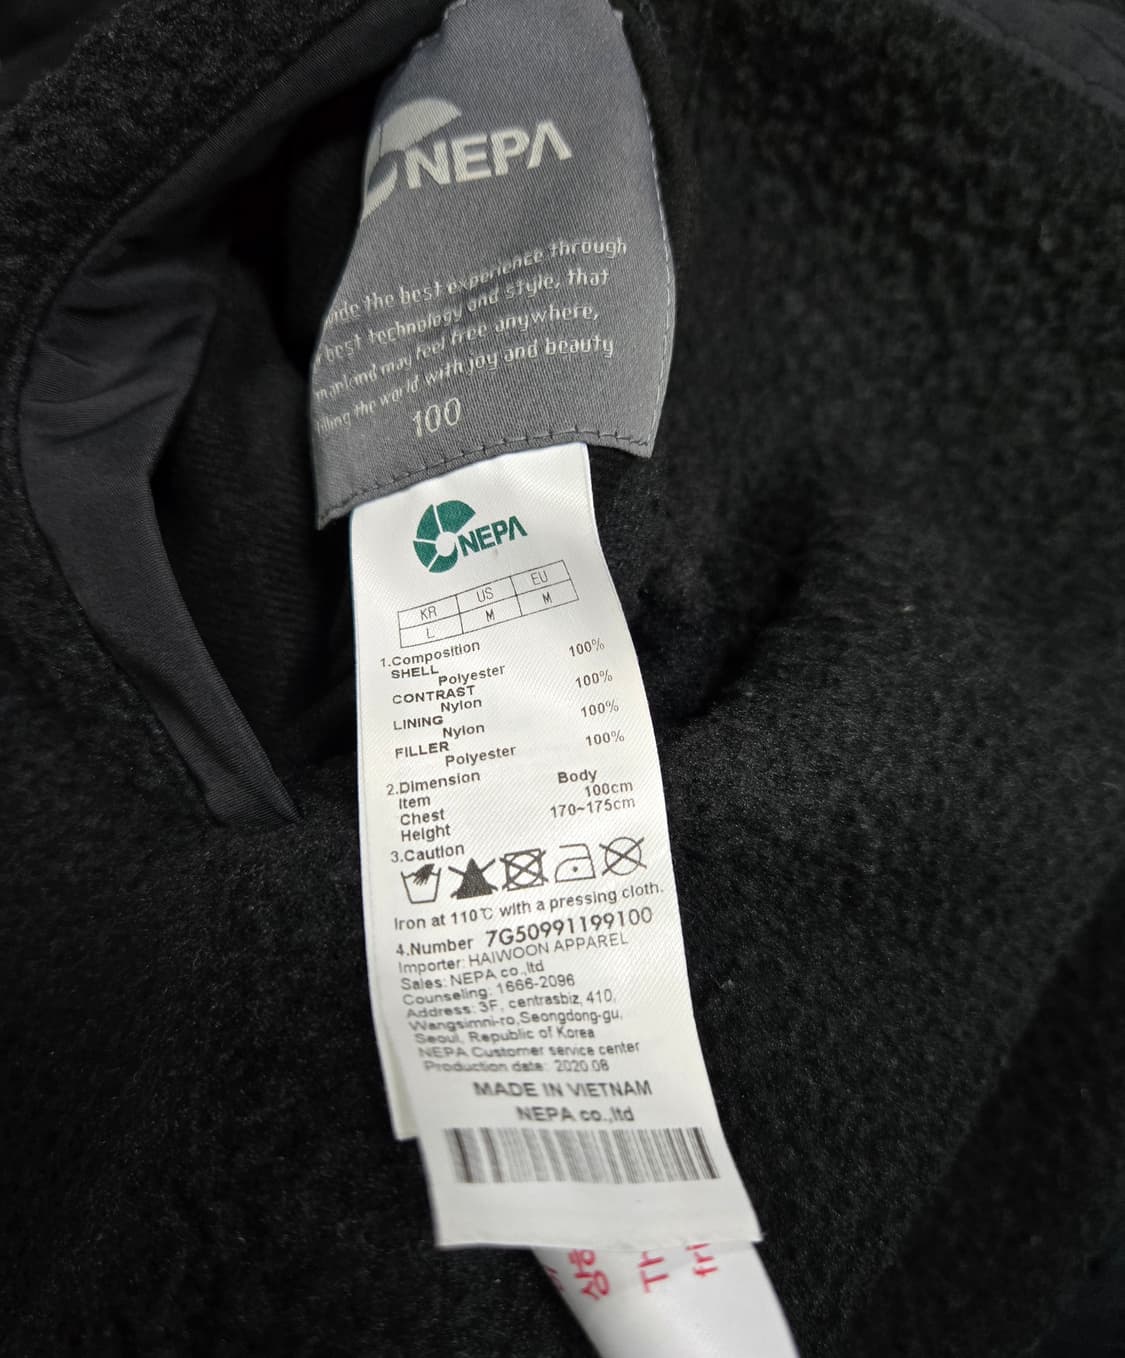 NEPA
the best experience through
best technology and style, that
mankind may feel free anywhere,
the world with joy and beauty
100
NEPA
KR US EU
L M M
1.Composition
SHELL
Polyester 100%
CONTRAST
Nylon 100%
LINING
Nylon 100%
FILLER
Polyester 100%
2.Dimension
Item Body
Chest 100cm
Height 170~175cm
3.Caution
Iron at 110℃ with a pressing cloth.
4.Number 7G50991199100
Importer: HAIWOON APPAREL
Sales: NEPA co.,ltd
Counseling: 1666-2096
Address: 3F, centrasbiz, 410,
Wangsimni-ro,Seongdong-gu,
Seoul, Republic of Korea
NEPA Customer service center
Production date: 2020.08
MADE IN VIETNAM
NEPA co.,ltd